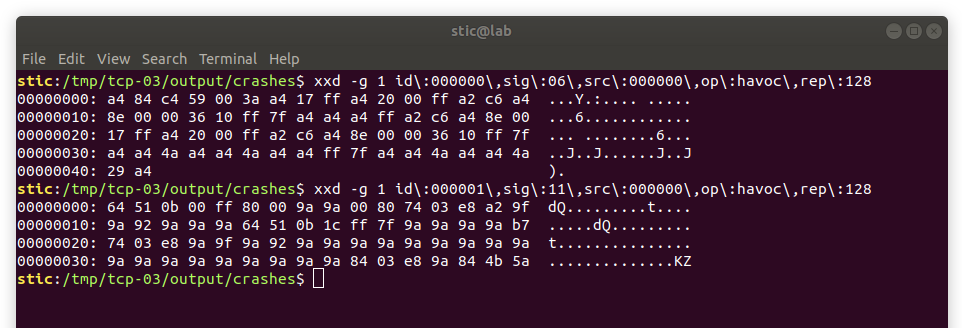 stic@lab
File Edit View Search Terminal Help
stic:/tmp/tcp-03/output/crashes$ xxd -g 1 id\:000000\,sig\:06\,src\:000000\,op\:havoc\,rep\:128
00000000: a4 84 c4 59 00 3a a4 17 ff a4 20 00 ff a2 c6 a4  ...Y.:.... .....
00000010: 8e 00 00 36 10 ff 7f a4 a4 a4 ff a2 c6 a4 8e 00  ...6............
00000020: 17 ff a4 20 00 ff a2 c6 a4 8e 00 00 36 10 ff 7f  ... ........6...
00000030: a4 a4 4a a4 a4 4a a4 a4 ff 7f a4 a4 4a a4 a4 4a  ..J..J......J..J
00000040: 29 a4                                            ).
stic:/tmp/tcp-03/output/crashes$ xxd -g 1 id\:000001\,sig\:11\,src\:000000\,op\:havoc\,rep\:128
00000000: 64 51 0b 00 ff 80 00 9a 9a 00 80 74 03 e8 a2 9f  dQ.........t....
00000010: 9a 92 9a 9a 9a 64 51 0b 1c ff 7f 9a 9a 9a 9a b7  .....dQ.........
00000020: 74 03 e8 9a 9f 9a 92 9a 9a 9a 9a 9a 9a 9a 9a 9a  t...............
00000030: 9a 9a 9a 9a 9a 9a 9a 9a 9a 84 03 e8 9a 84 4b 5a  ..............KZ
stic:/tmp/tcp-03/output/crashes$